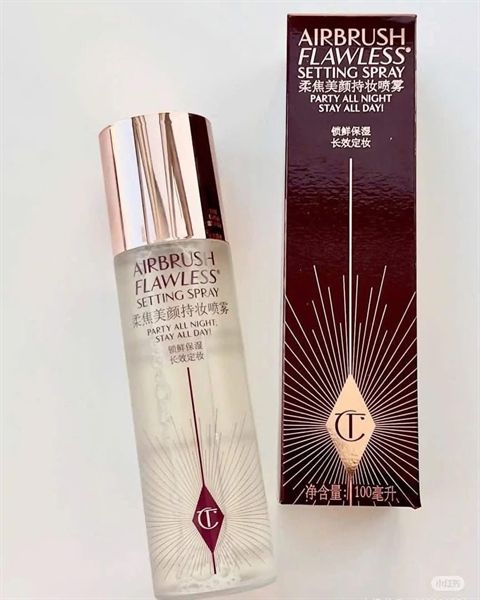 AIRBRUSH
FLAWLESS®
SETTING SPRAY
柔焦美颜持妆喷雾
PARTY ALL NIGHT
STAY ALL DAY!
锁鲜保湿
长效定妆
CT
净含量: 100毫升
AIRBRUSH
FLAWLESS®
SETTING SPRAY
柔焦美颜持妆喷雾
PARTY ALL NIGHT,
STAY ALL DAY!
锁鲜保湿
长效定妆
CT
小红书